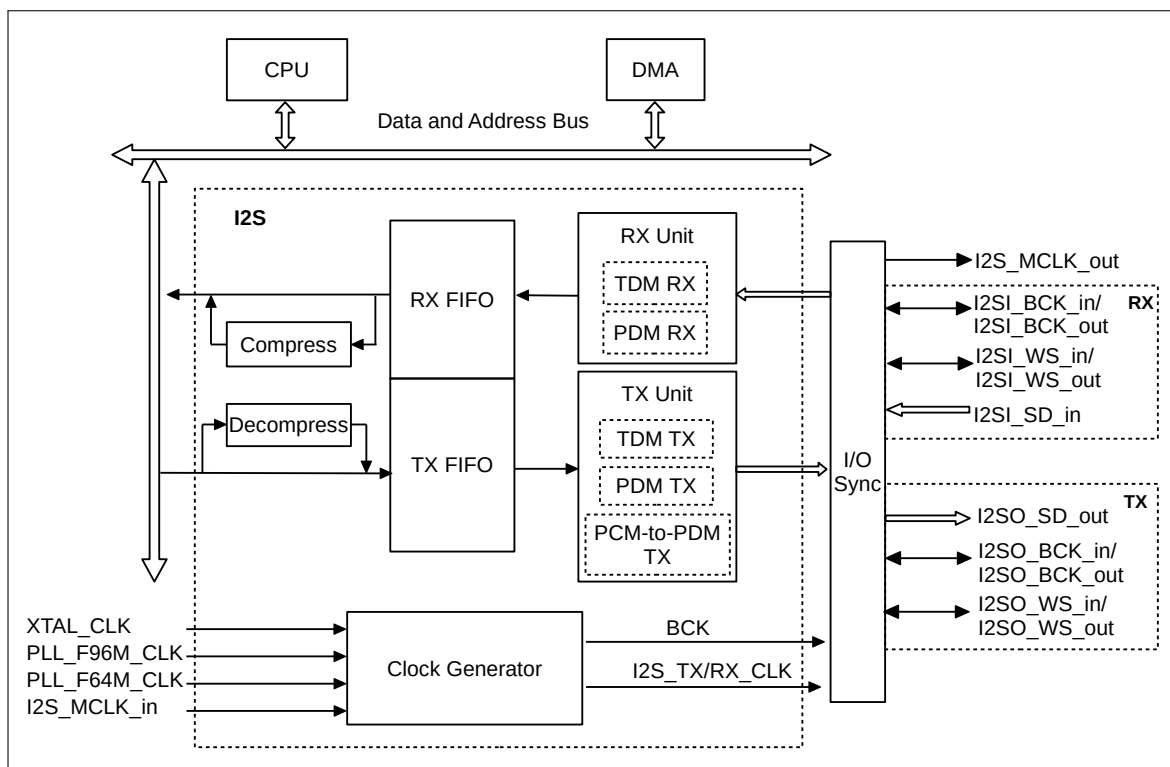 CPU
DMA
Data and Address Bus
I2S
RX FIFO
RX Unit
TDM RX
PDM RX
Compress
Decompress
TX FIFO
TX Unit
TDM TX
PDM TX
PCM-to-PDM
TX
I/O
Sync
I2S_MCLK_out
RX
I2SI_BCK_in/
I2SI_BCK_out
I2SI_WS_in/
I2SI_WS_out
I2SI_SD_in
TX
I2SO_SD_out
I2SO_BCK_in/
I2SO_BCK_out
I2SO_WS_in/
I2SO_WS_out
XTAL_CLK
PLL_F96M_CLK
PLL_F64M_CLK
I2S_MCLK_in
Clock Generator
BCK
I2S_TX/RX_CLK